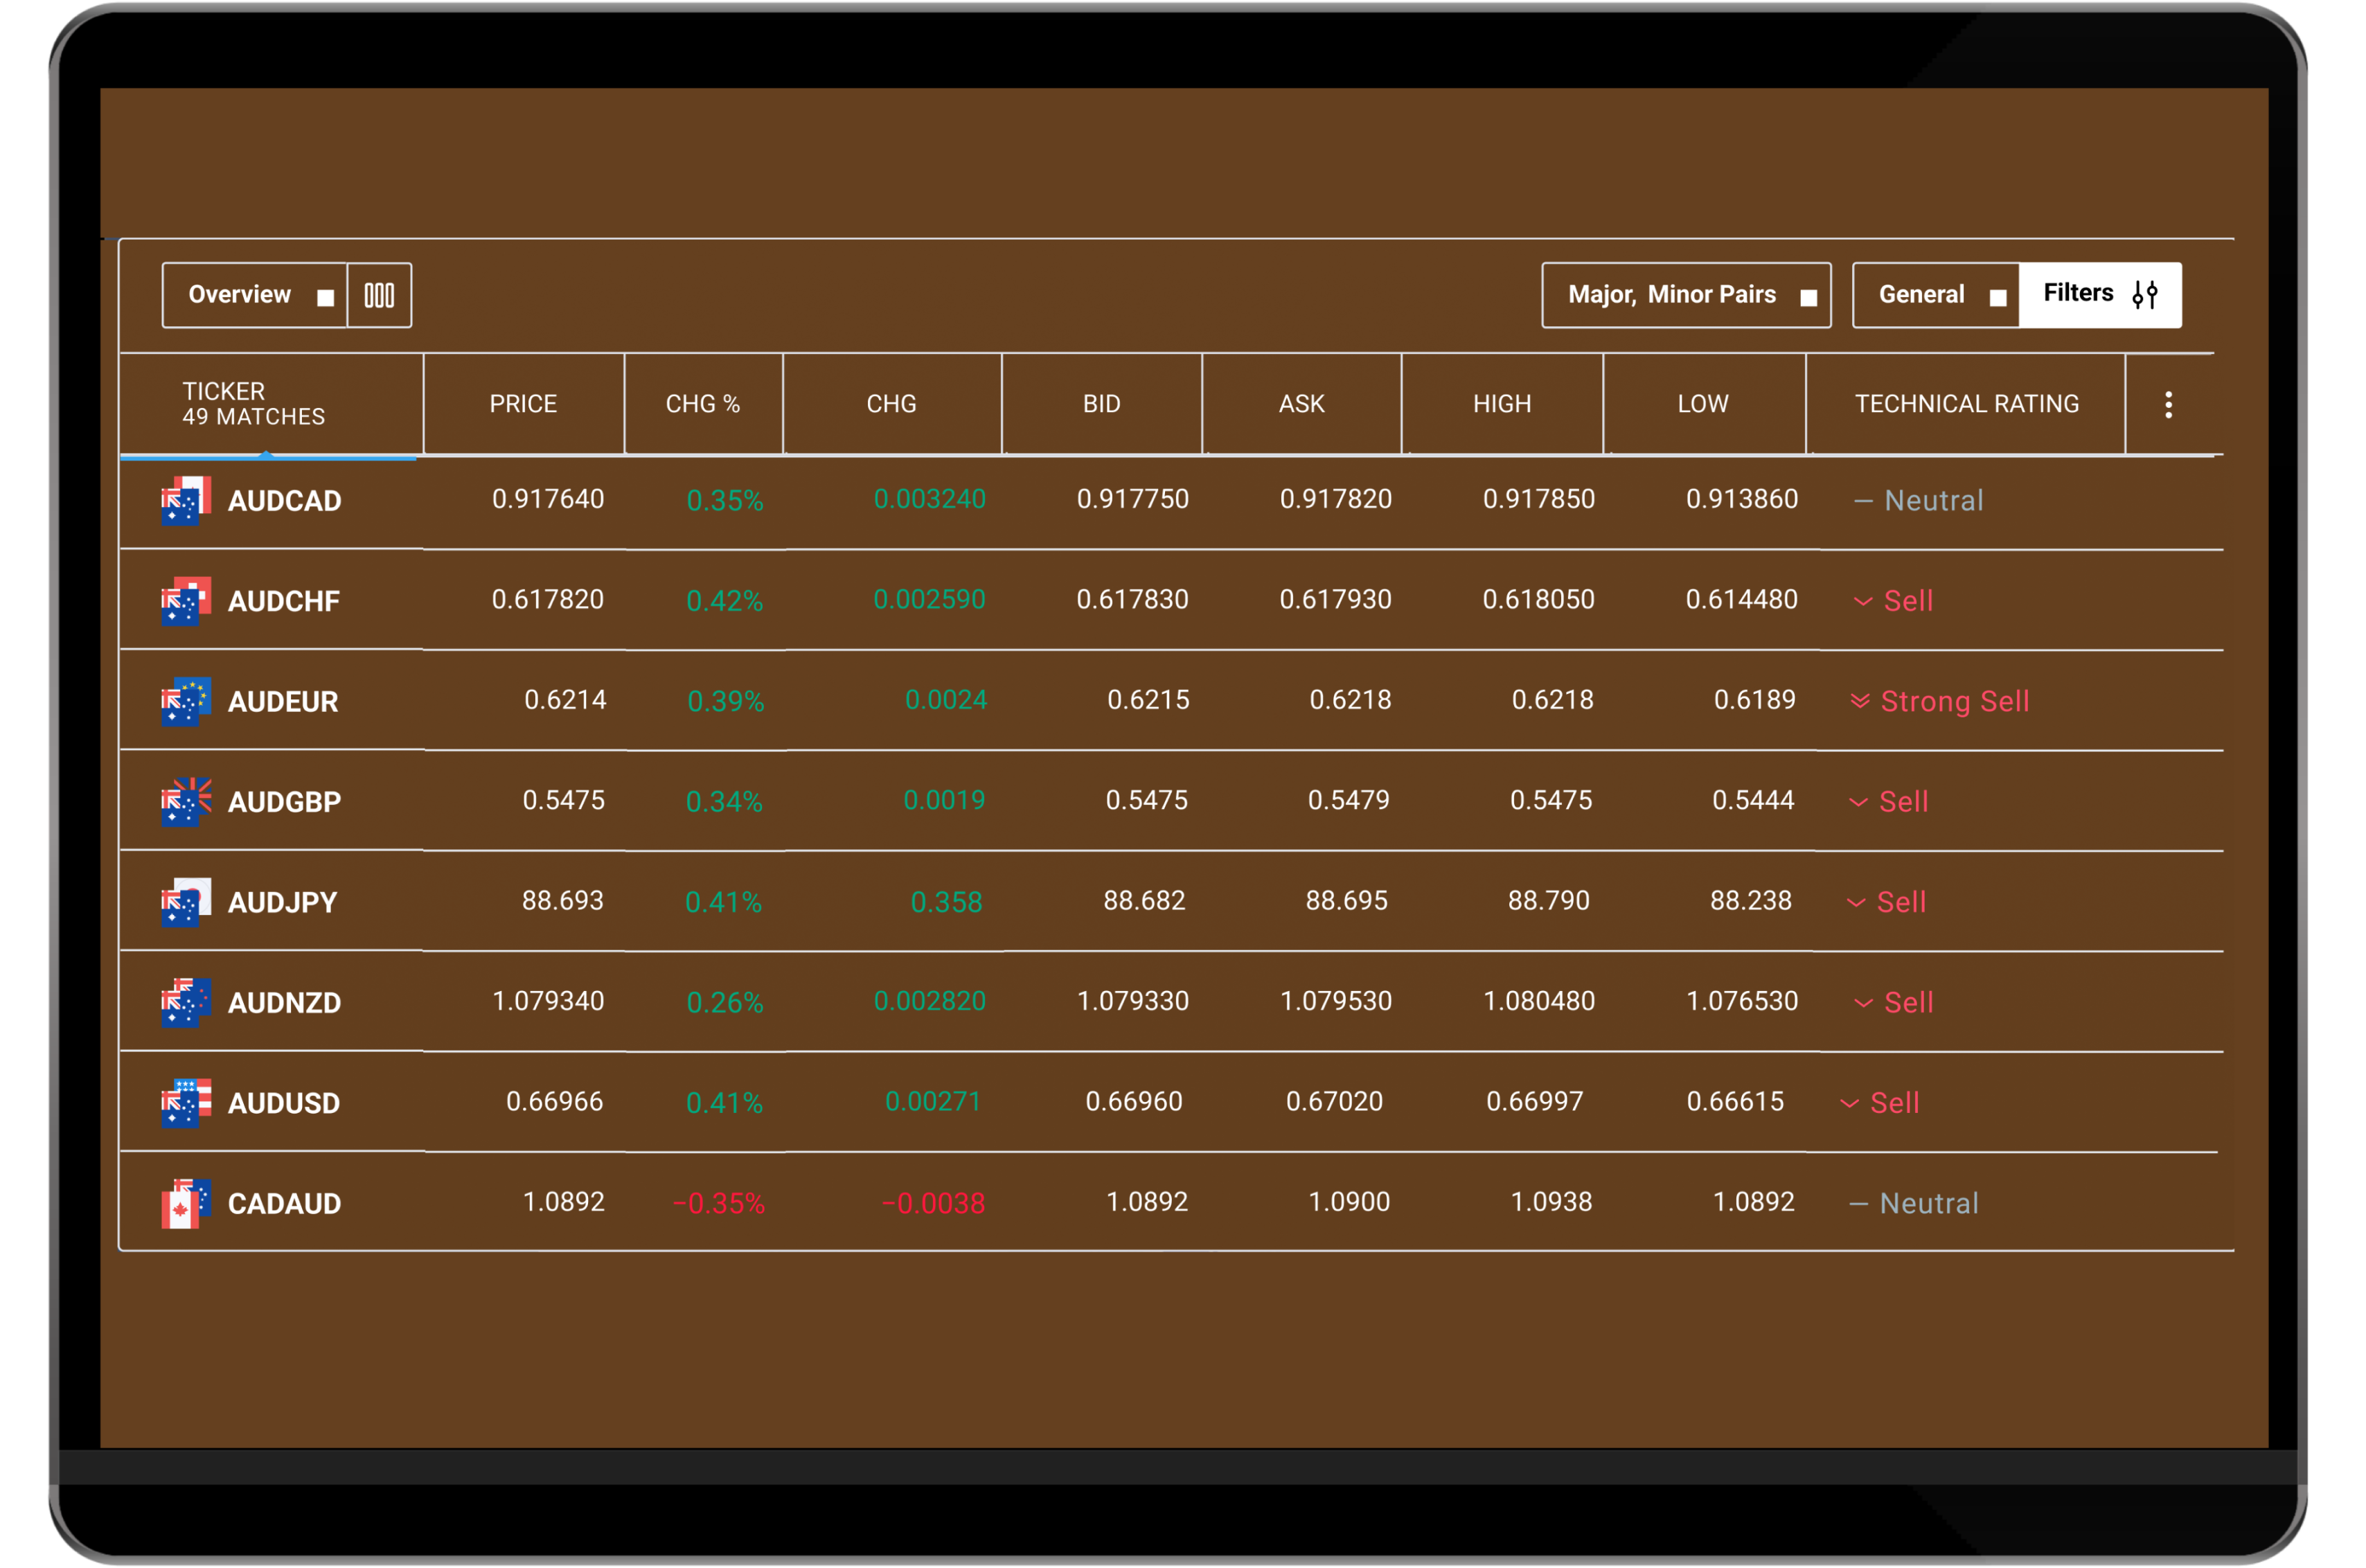 Overview
Major, Minor Pairs General Filters
TICKER
49 MATCHES
PRICE CHG % CHG BID ASK HIGH LOW TECHNICAL RATING
AUDCAD 0.917640 0.35% 0.003240 0.917750 0.917820 0.917850 0.913860 — Neutral
AUDCHF 0.617820 0.42% 0.002590 0.617830 0.617930 0.618050 0.614480 Sell
AUDEUR 0.6214 0.39% 0.0024 0.6215 0.6218 0.6218 0.6189 Strong Sell
AUDGBP 0.5475 0.34% 0.0019 0.5475 0.5479 0.5475 0.5444 Sell
AUDJPY 88.693 0.41% 0.358 88.682 88.695 88.790 88.238 Sell
AUDNZD 1.079340 0.26% 0.002820 1.079330 1.079530 1.080480 1.076530 Sell
AUDUSD 0.66966 0.41% 0.00271 0.66960 0.67020 0.66997 0.66615 Sell
CADAUD 1.0892 −0.35% −0.0038 1.0892 1.0900 1.0938 1.0892 — Neutral